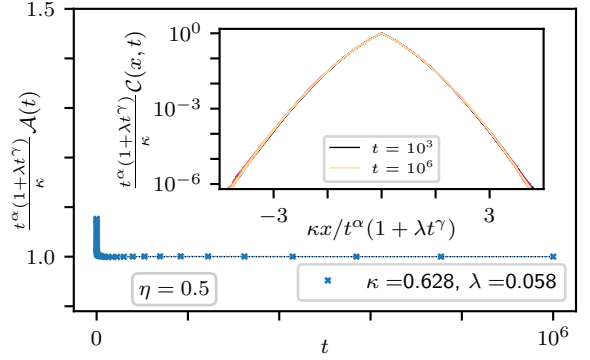 1.5
1.0
t^α(1+λt^γ)/κ 𝒜(t)
10^0
10^−3
10^−6
t^α(1+λt^γ)/κ 𝒞(x, t)
t = 10^3
t = 10^6
−3 3
κx/t^α(1 + λt^γ)
η = 0.5
κ =0.628, λ =0.058
0 10^6
t